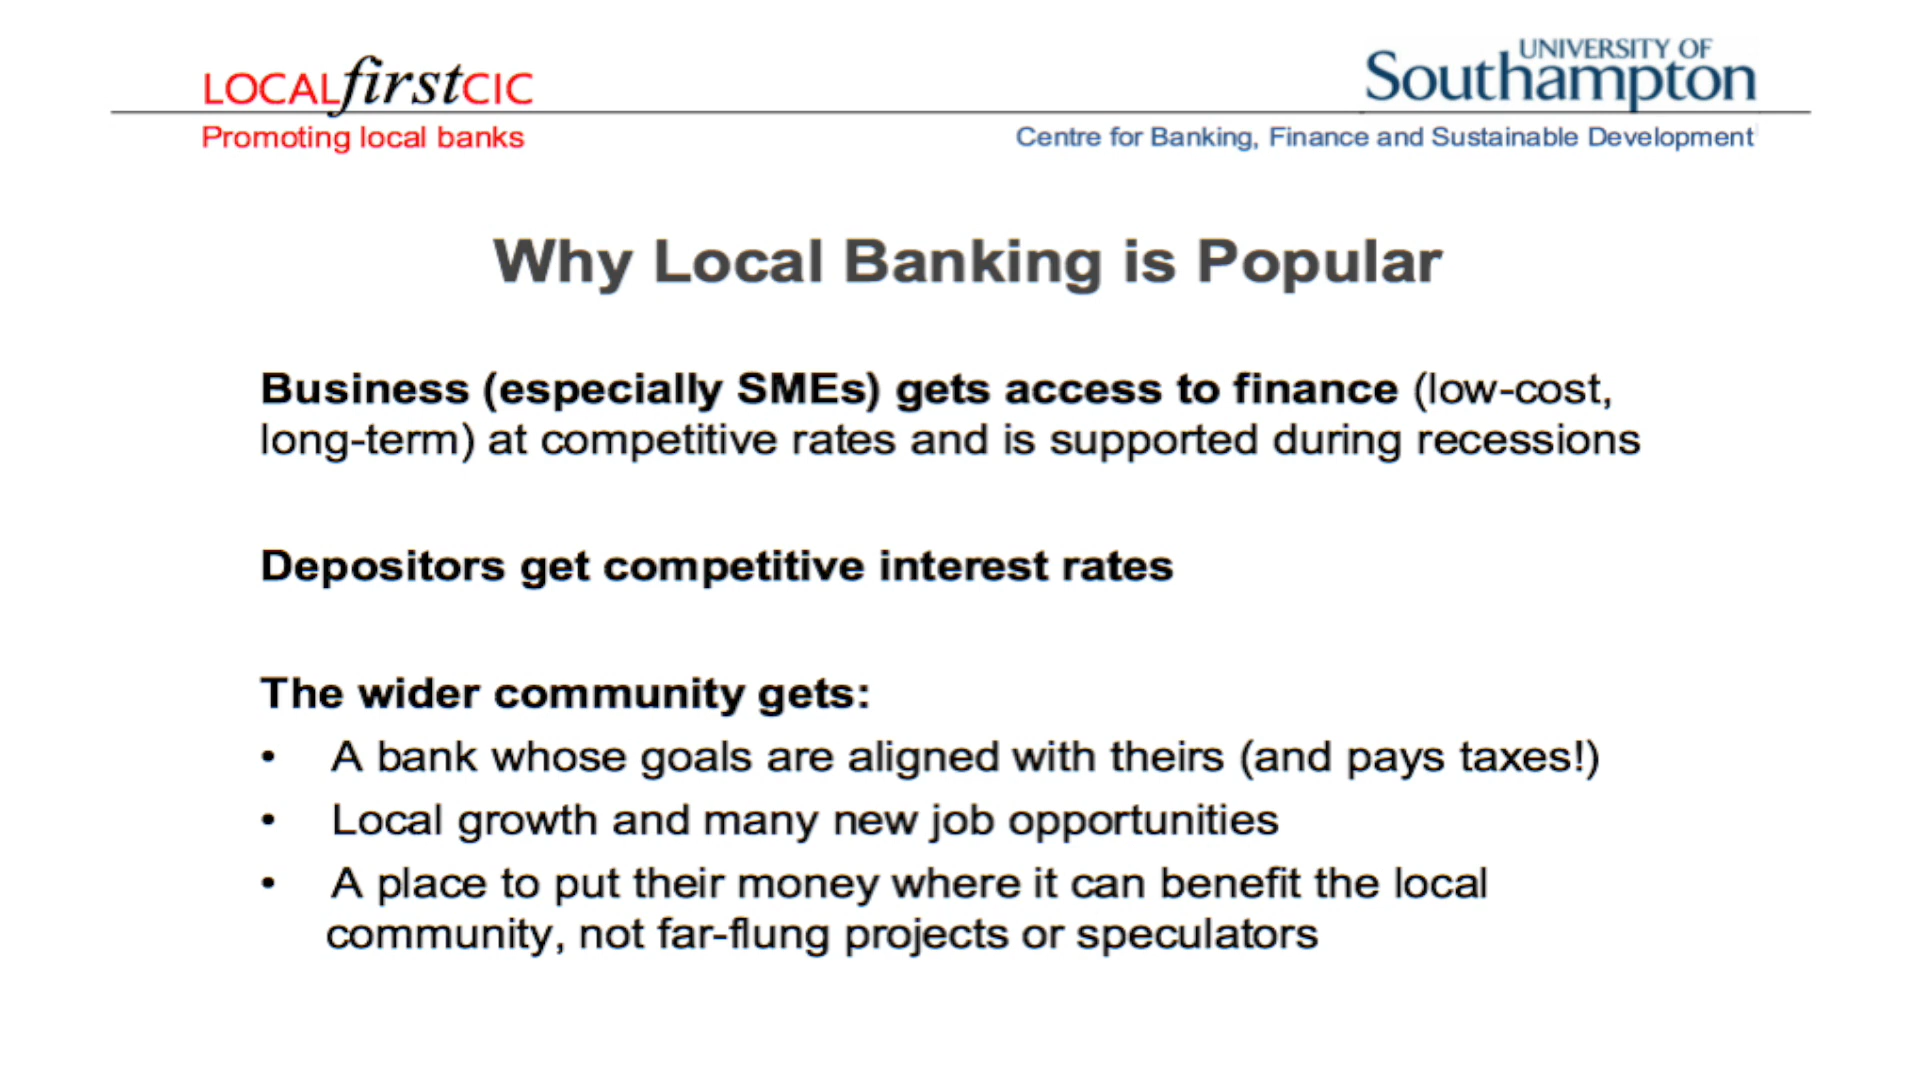 LOCALfirstCIC
Promoting local banks
UNIVERSITY OF
Southampton
Centre for Banking, Finance and Sustainable Development
Why Local Banking is Popular
Business (especially SMEs) gets access to finance (low-cost,
long-term) at competitive rates and is supported during recessions
Depositors get competitive interest rates
The wider community gets:
• A bank whose goals are aligned with theirs (and pays taxes!)
• Local growth and many new job opportunities
• A place to put their money where it can benefit the local
community, not far-flung projects or speculators